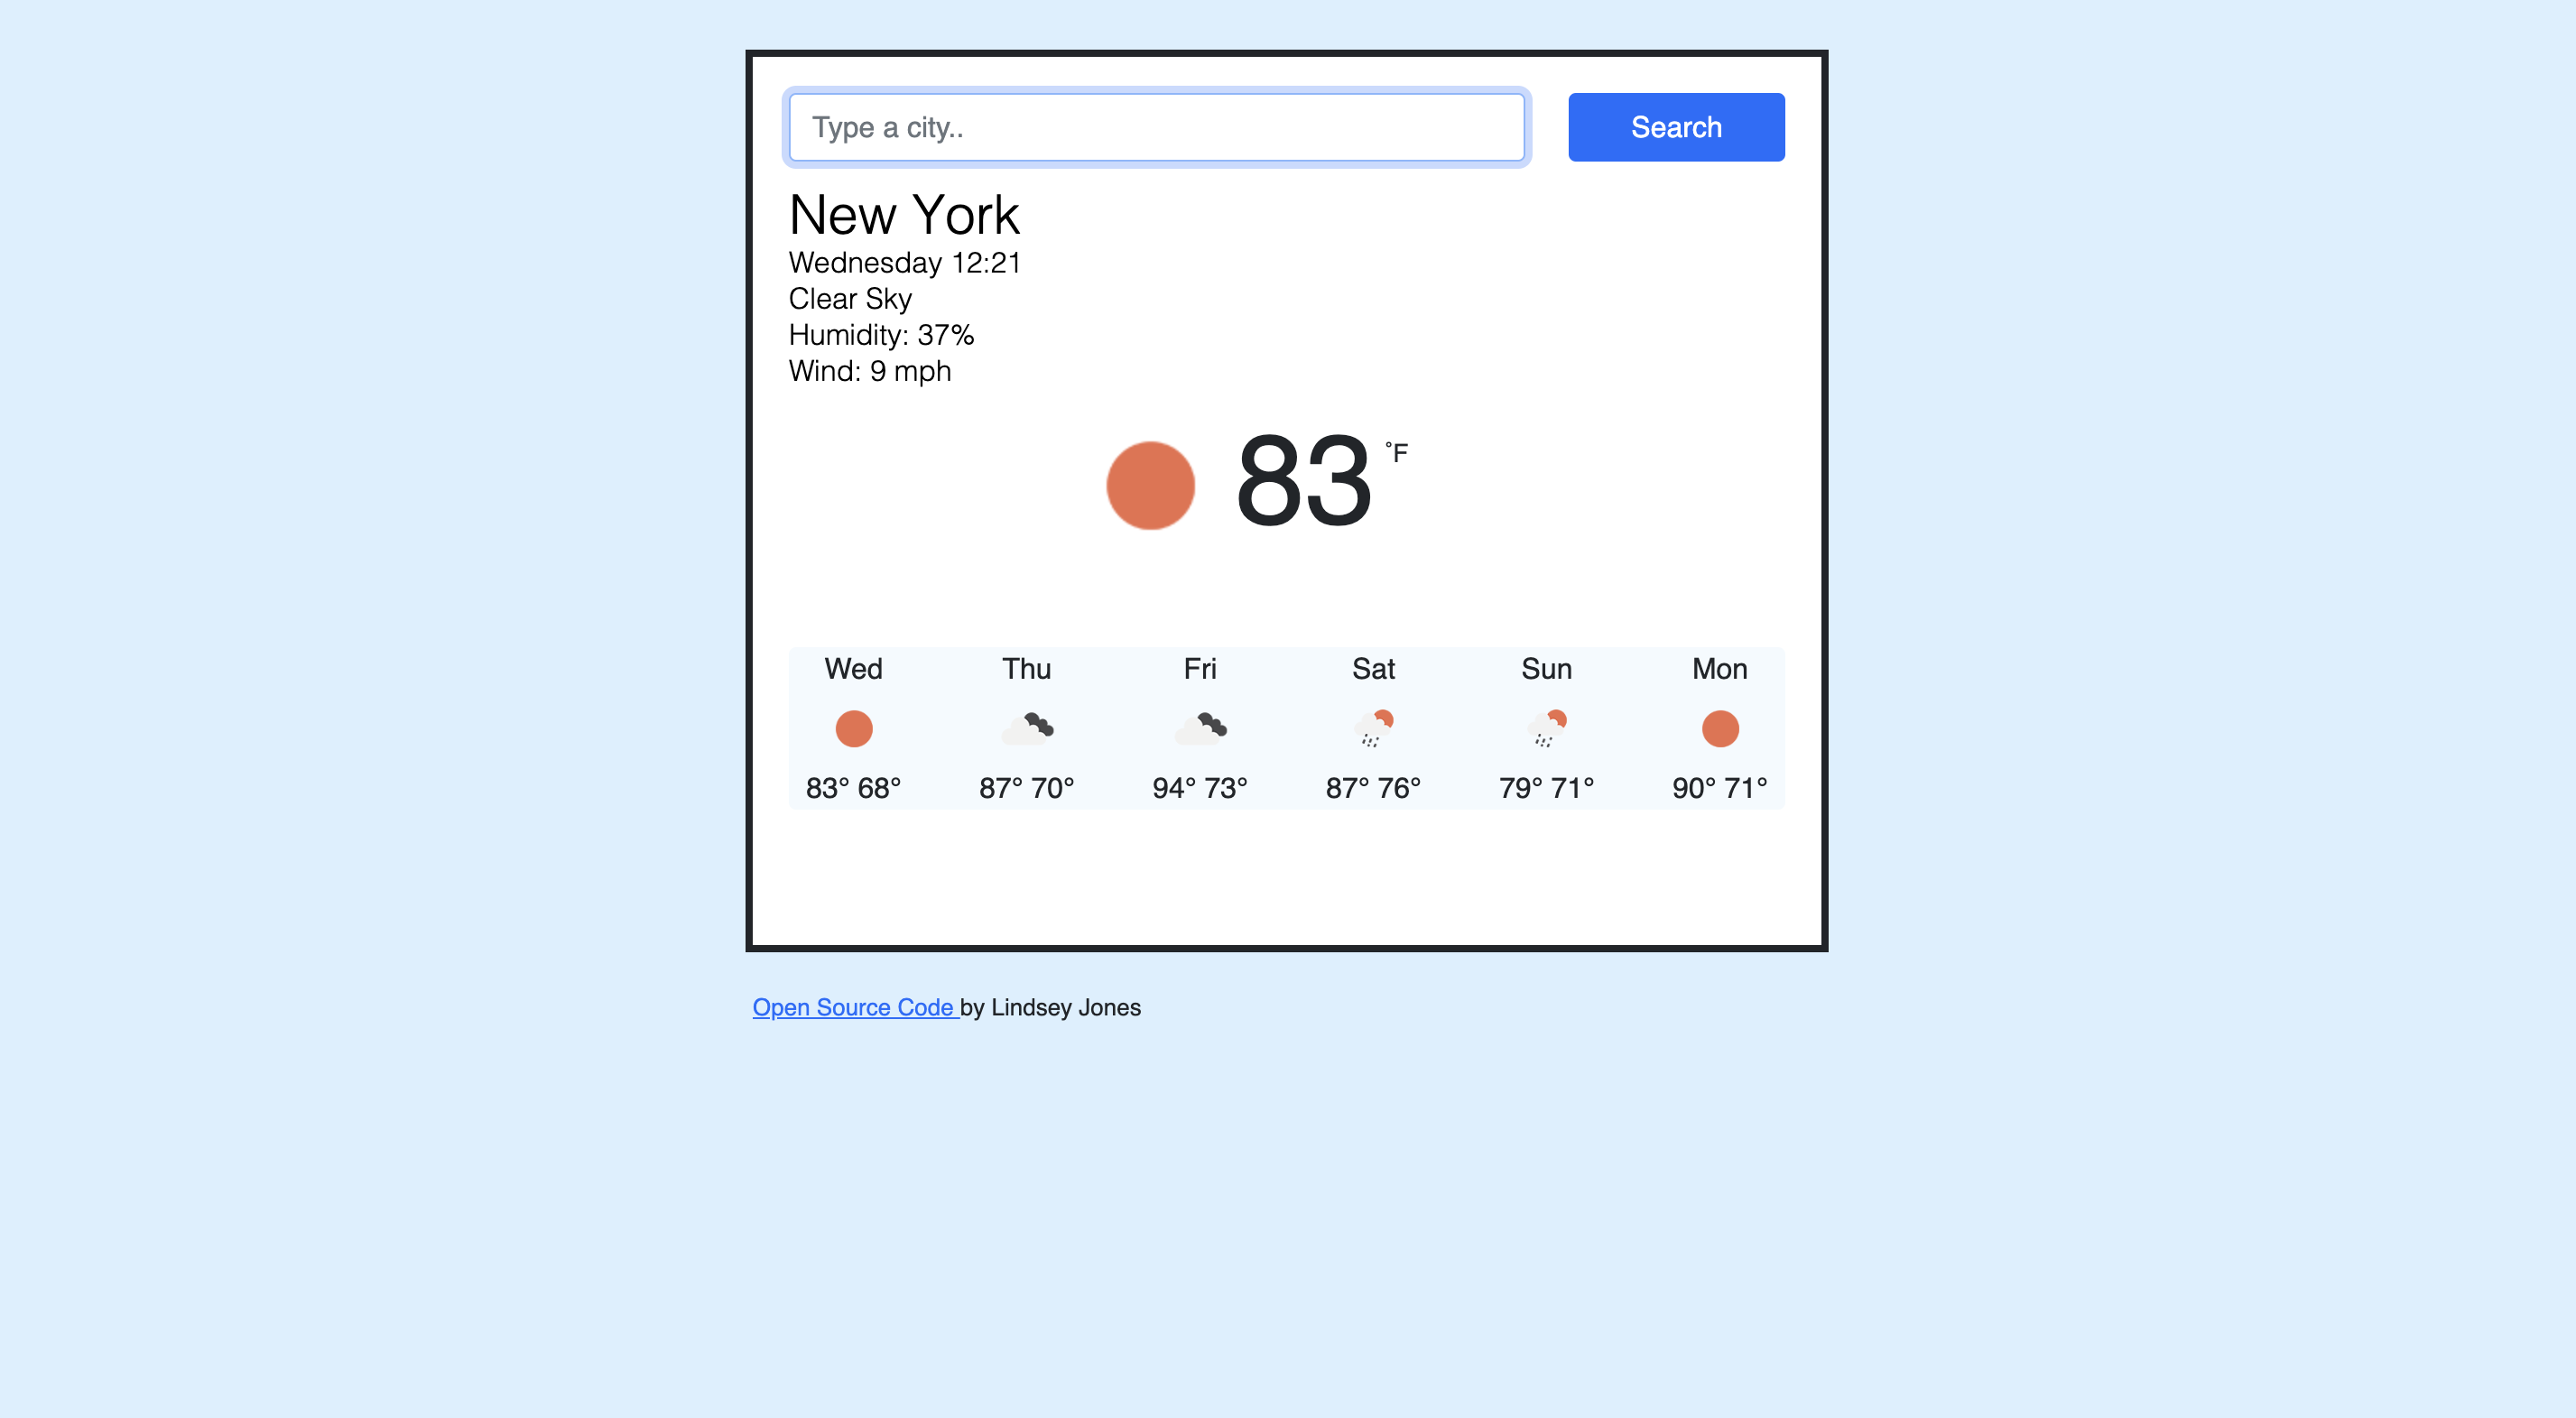 Type a city..
Search
New York
Wednesday 12:21
Clear Sky
Humidity: 37%
Wind: 9 mph
83 °F
Wed Thu Fri Sat Sun Mon
83° 68° 87° 70° 94° 73° 87° 76° 79° 71° 90° 71°
Open Source Code by Lindsey Jones